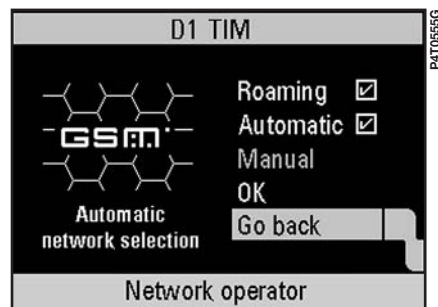 D1 TIM
GSM
Automatic
network selection
Roaming ☑
Automatic ☑
Manual
OK
Go back
Network operator
P4T0555G